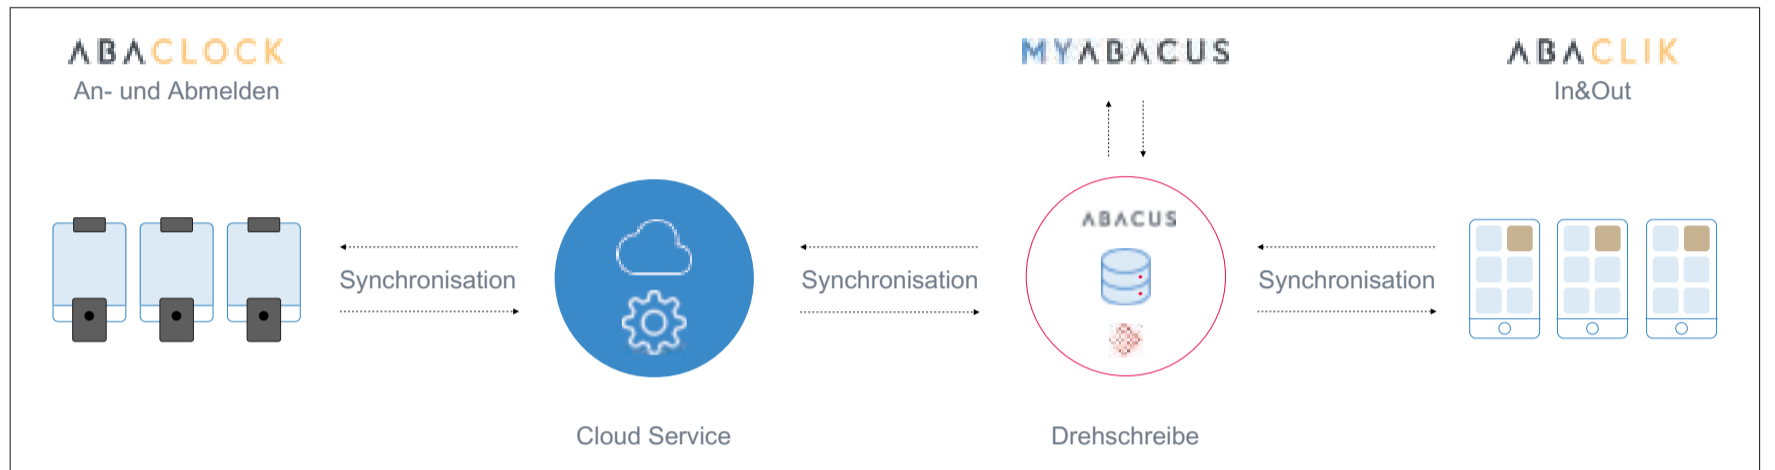 ABACLOCK
An- und Abmelden
MYABACUS
ABACLIK
In&Out
ABACUS
Synchronisation
Synchronisation
Synchronisation
Cloud Service
Drehschreibe